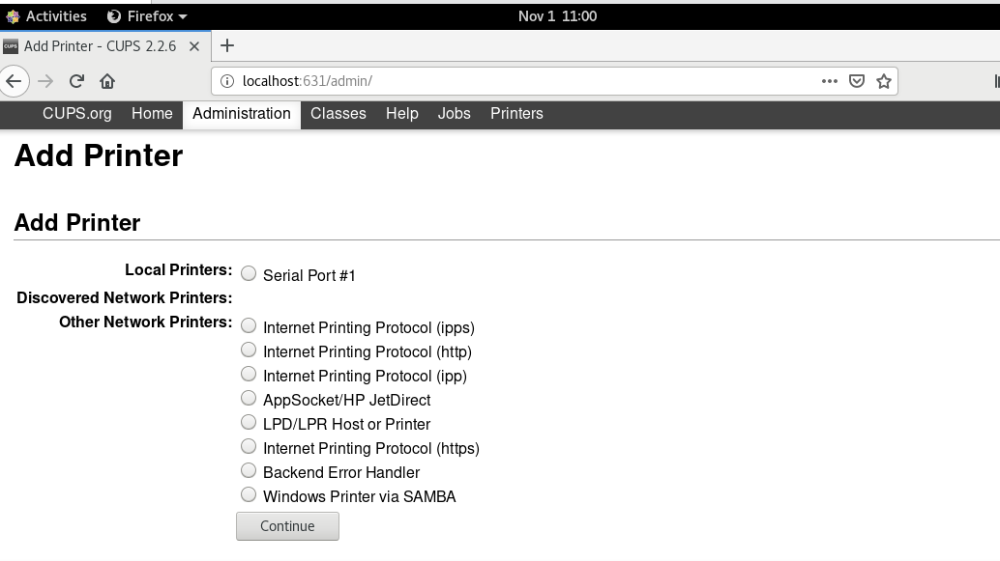 Activities Firefox Nov 1 11:00
CUPS Add Printer - CUPS 2.2.6
localhost:631/admin/
CUPS.org Home Administration Classes Help Jobs Printers
Add Printer
Add Printer
Local Printers: Serial Port #1
Discovered Network Printers:
Other Network Printers: Internet Printing Protocol (ipps)
Internet Printing Protocol (http)
Internet Printing Protocol (ipp)
AppSocket/HP JetDirect
LPD/LPR Host or Printer
Internet Printing Protocol (https)
Backend Error Handler
Windows Printer via SAMBA
Continue